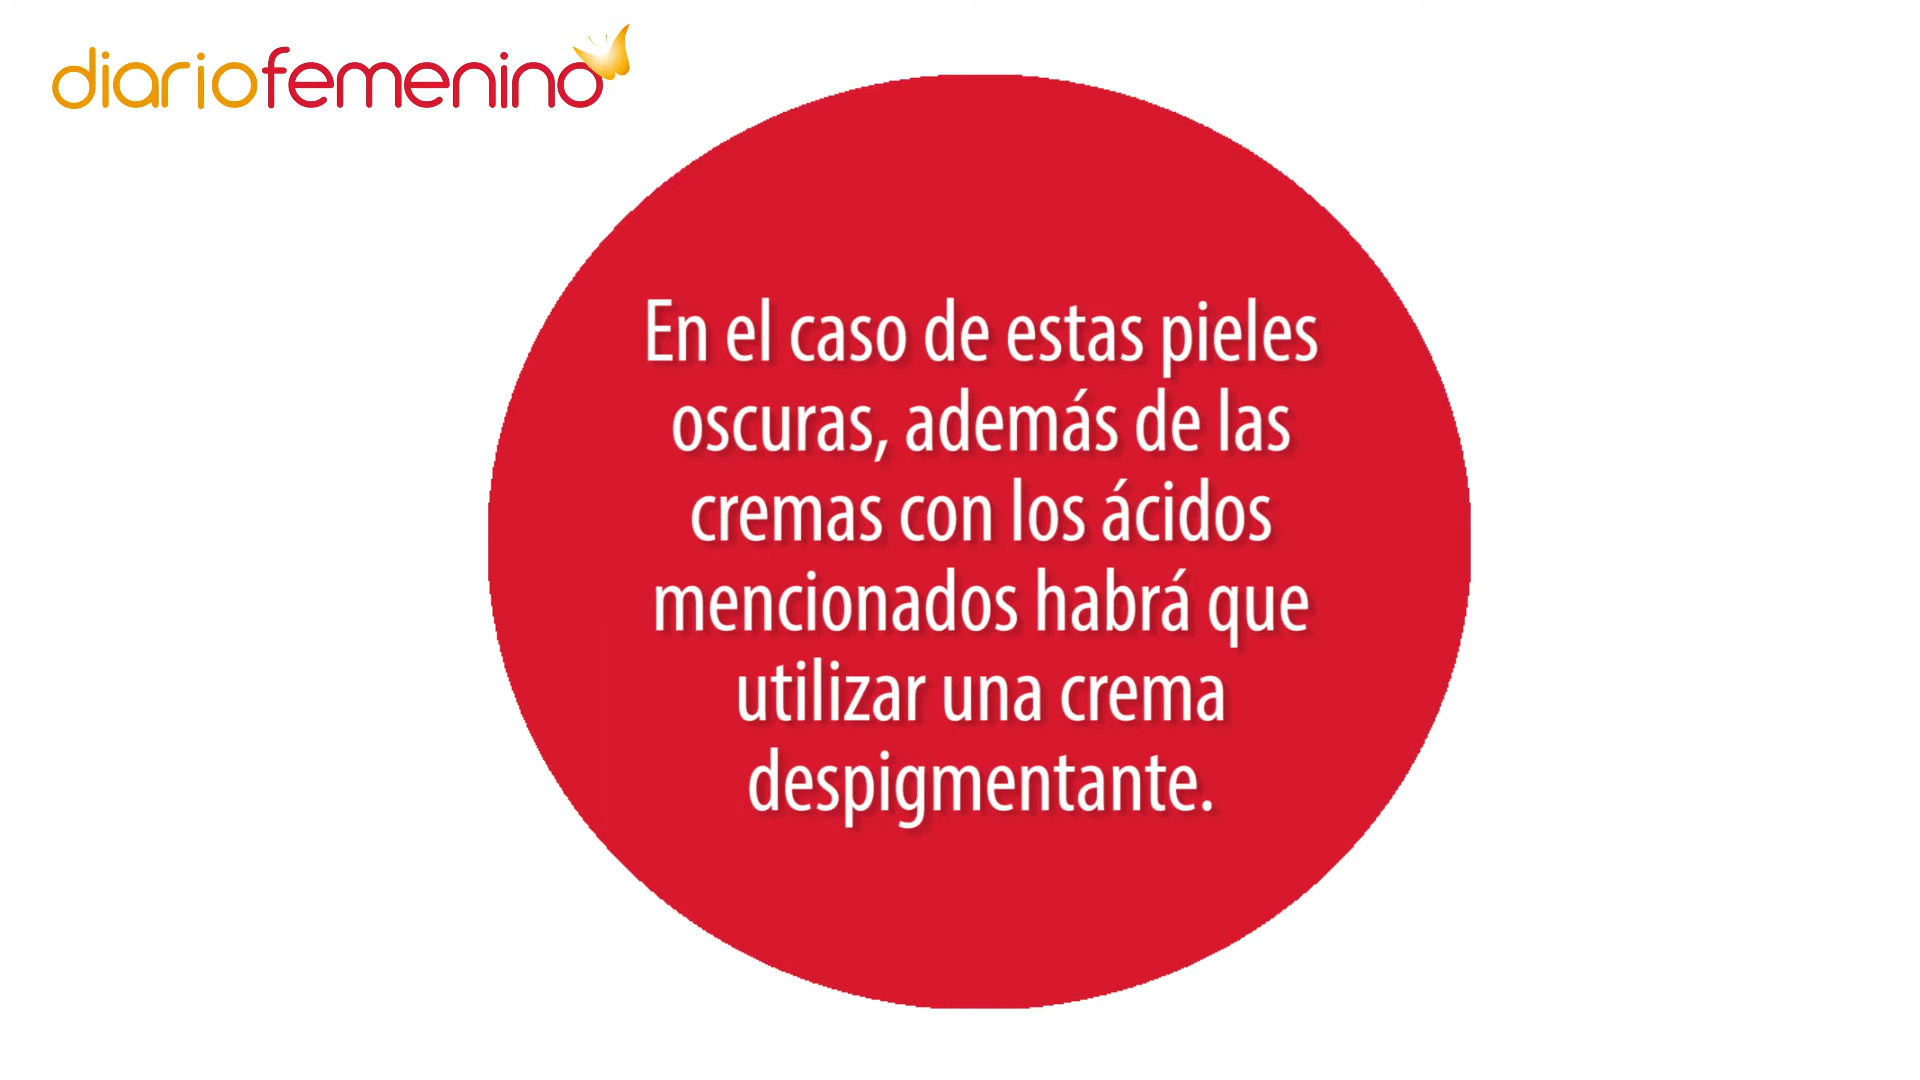 diariofemenino
En el caso de estas pieles
oscuras, además de las
cremas con los ácidos
mencionados habrá que
utilizar una crema
despigmentante.